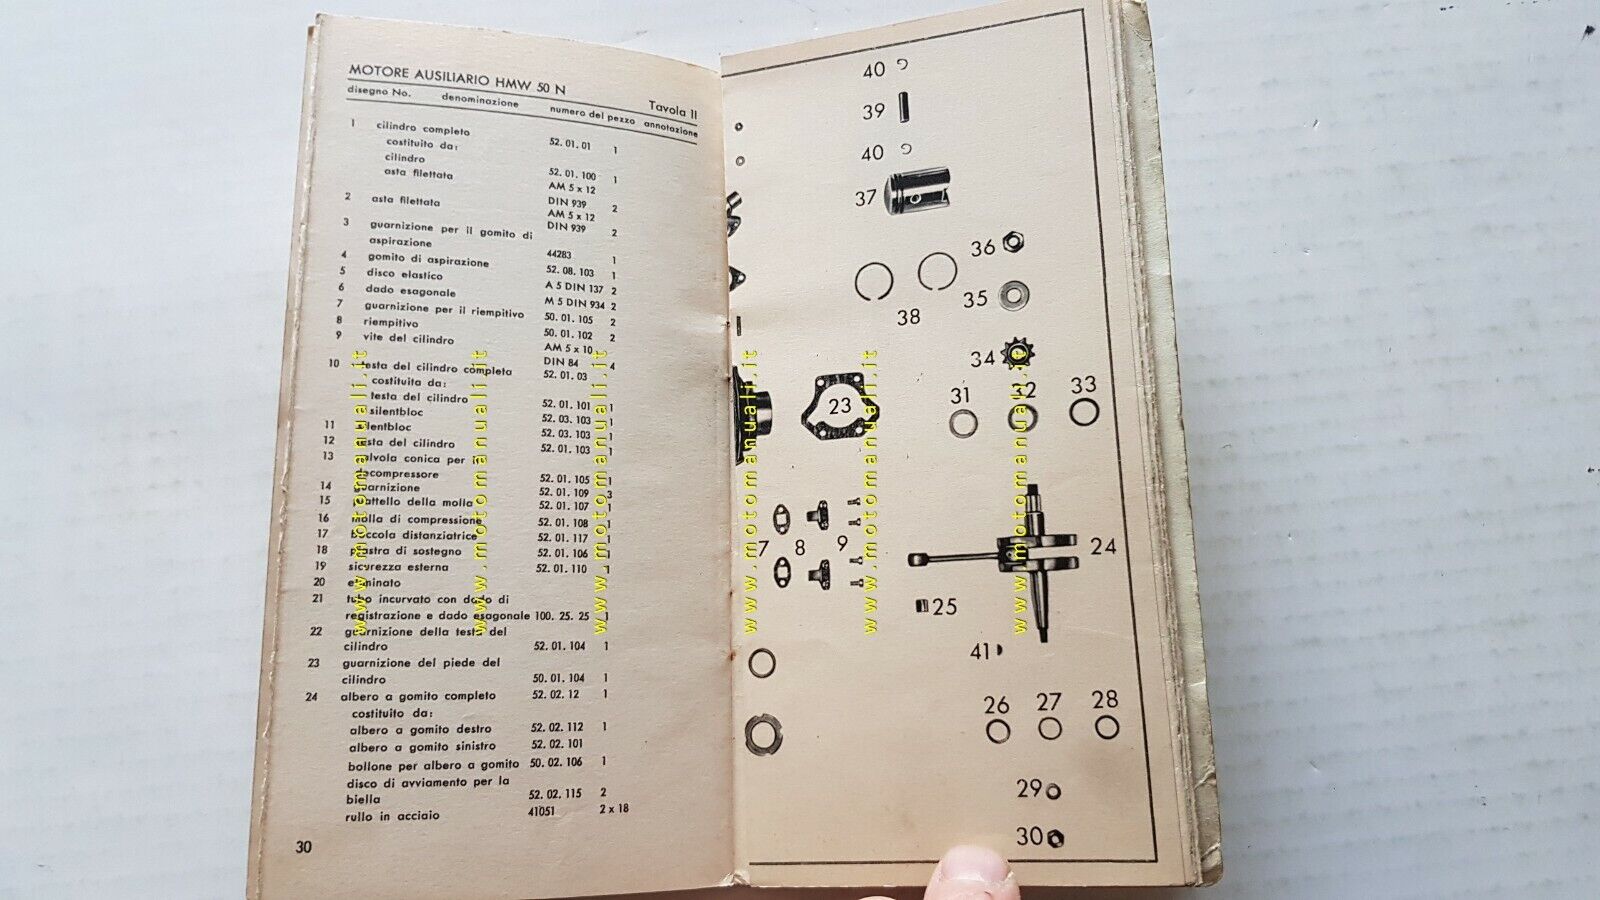 MOTORE AUSILIARIO HMW 50 N
Tavola II
disegno No. denominazione numero del pezzo annotazione
1 cilindro completo 52. 01. 01 1
costituito da:
cilindro 52. 01. 100 1
asta filettata AM 5 x 12
DIN 939 2
2 asta filettata AM 5 x 12
DIN 939 2
3 guarnizione per il gomito di
aspirazione 44283 1
4 gomito di aspirazione 52. 08. 103 1
5 disco elastico A 5 DIN 137 2
6 dado esagonale M 5 DIN 934 2
7 guarnizione per il riempitivo 50. 01. 105 2
8 riempitivo 50. 01. 102 2
9 vite del cilindro AM 5 x 10
DIN 84 4
10 testa del cilindro completa 52. 01. 03
costituita da:
testa del cilindro 52. 01. 101 1
silentbloc 52. 03. 103 1
11 silentbloc 52. 03. 103 1
12 testa del cilindro 52. 01. 103 1
13 valvola conica per il
decompressore 52. 01. 105 1
14 guarnizione 52. 01. 109 3
15 piattello della molla 52. 01. 107 1
16 molla di compressione 52. 01. 108 1
17 boccola distanziatrice 52. 01. 117 1
18 piastra di sostegno 52. 01. 106 1
19 sicurezza esterna 52. 01. 110 1
20 eliminato
21 tubo incurvato con dado di
registrazione e dado esagonale 100. 25. 25 1
22 guarnizione della testa del
cilindro 52. 01. 104 1
23 guarnizione del piede del
cilindro 50. 01. 104 1
24 albero a gomito completo 52. 02. 12 1
costituito da:
albero a gomito destro 52. 02. 112 1
albero a gomito sinistro 52. 02. 101
bollone per albero a gomito 50. 02. 106 1
disco di avviamento per la
biella 52. 02. 115 2
rullo in acciaio 41051 2 x 18
30
40
39
40
37
36
35
38
34
31 32 33
23
7 8 9
24
25
41
26 27 28
29
30
www.motomanuali.it
www.motomanuali.it
www.motomanuali.it
www.motomanuali.it
www.motomanuali.it
www.motomanuali.it